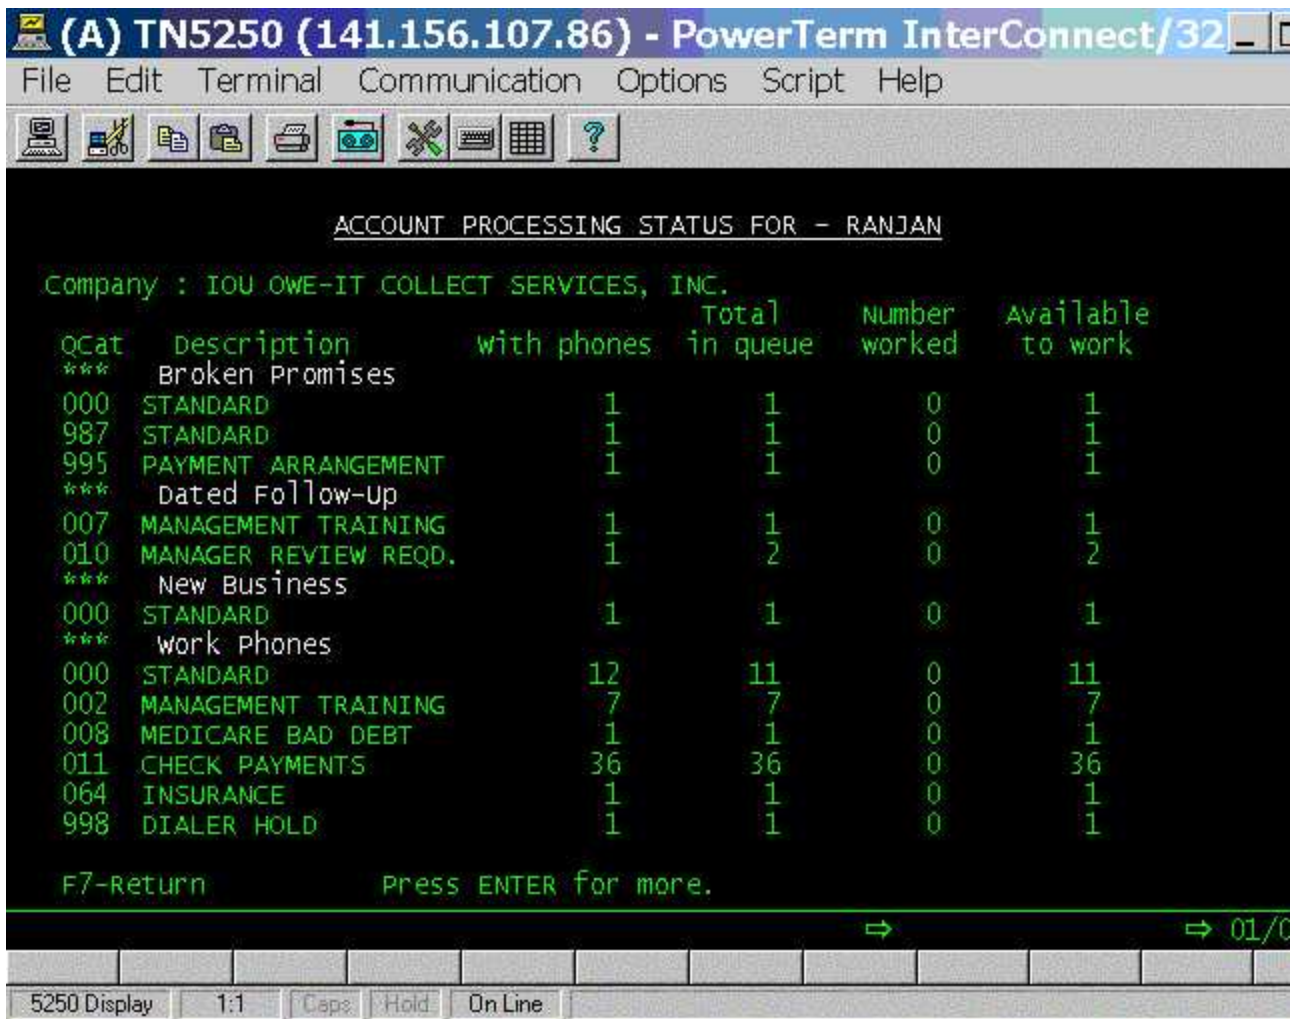 (A) TN5250 (141.156.107.86) - PowerTerm InterConnect/32
File Edit Terminal Communication Options Script Help
ACCOUNT PROCESSING STATUS FOR - RANJAN
Company : IOU OWE-IT COLLECT SERVICES, INC.
Total Number Available
QCat Description With phones in queue worked to work
*** Broken Promises
000 STANDARD 1 1 0 1
987 STANDARD 1 1 0 1
995 PAYMENT ARRANGEMENT 1 1 0 1
*** Dated Follow-Up
007 MANAGEMENT TRAINING 1 1 0 1
010 MANAGER REVIEW REQD. 1 2 0 2
*** New Business
000 STANDARD 1 1 0 1
*** Work Phones
000 STANDARD 12 11 0 11
002 MANAGEMENT TRAINING 7 7 0 7
008 MEDICARE BAD DEBT 1 1 0 1
011 CHECK PAYMENTS 36 36 0 36
064 INSURANCE 1 1 0 1
998 DIALER HOLD 1 1 0 1
F7-Return Press ENTER for more.
⇨ ⇨ 01/0
5250 Display 1:1 Caps Hold On Line